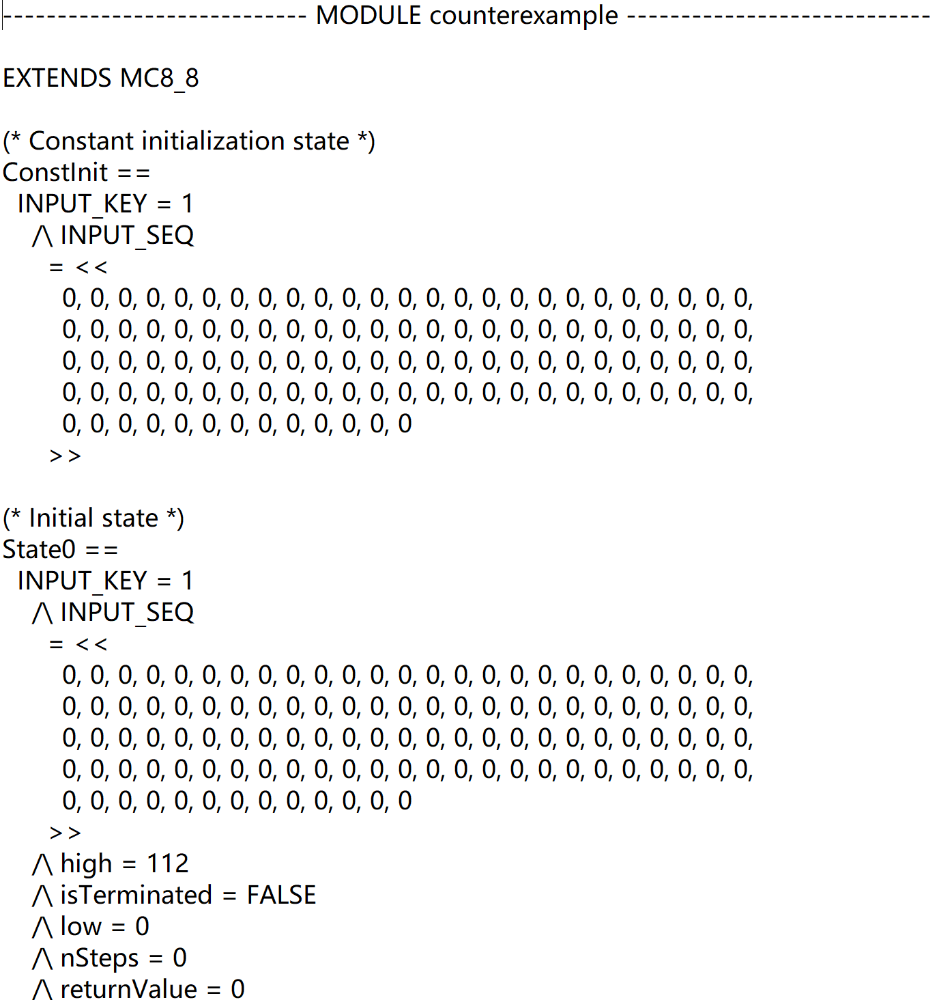 ---------------------------- MODULE counterexample ----------------------------
EXTENDS MC8_8
(* Constant initialization state *)
ConstInit ==
INPUT_KEY = 1
/\ INPUT_SEQ
= <<
0, 0, 0, 0, 0, 0, 0, 0, 0, 0, 0, 0, 0, 0, 0, 0, 0, 0, 0, 0, 0, 0, 0, 0, 0,
0, 0, 0, 0, 0, 0, 0, 0, 0, 0, 0, 0, 0, 0, 0, 0, 0, 0, 0, 0, 0, 0, 0, 0, 0,
0, 0, 0, 0, 0, 0, 0, 0, 0, 0, 0, 0, 0, 0, 0, 0, 0, 0, 0, 0, 0, 0, 0, 0, 0,
0, 0, 0, 0, 0, 0, 0, 0, 0, 0, 0, 0, 0, 0, 0, 0, 0, 0, 0, 0, 0, 0, 0, 0, 0,
0, 0, 0, 0, 0, 0, 0, 0, 0, 0, 0, 0, 0
>>
(* Initial state *)
State0 ==
INPUT_KEY = 1
/\ INPUT_SEQ
= <<
0, 0, 0, 0, 0, 0, 0, 0, 0, 0, 0, 0, 0, 0, 0, 0, 0, 0, 0, 0, 0, 0, 0, 0, 0,
0, 0, 0, 0, 0, 0, 0, 0, 0, 0, 0, 0, 0, 0, 0, 0, 0, 0, 0, 0, 0, 0, 0, 0, 0,
0, 0, 0, 0, 0, 0, 0, 0, 0, 0, 0, 0, 0, 0, 0, 0, 0, 0, 0, 0, 0, 0, 0, 0, 0,
0, 0, 0, 0, 0, 0, 0, 0, 0, 0, 0, 0, 0, 0, 0, 0, 0, 0, 0, 0, 0, 0, 0, 0, 0,
0, 0, 0, 0, 0, 0, 0, 0, 0, 0, 0, 0, 0
>>
/\ high = 112
/\ isTerminated = FALSE
/\ low = 0
/\ nSteps = 0
/\ returnValue = 0